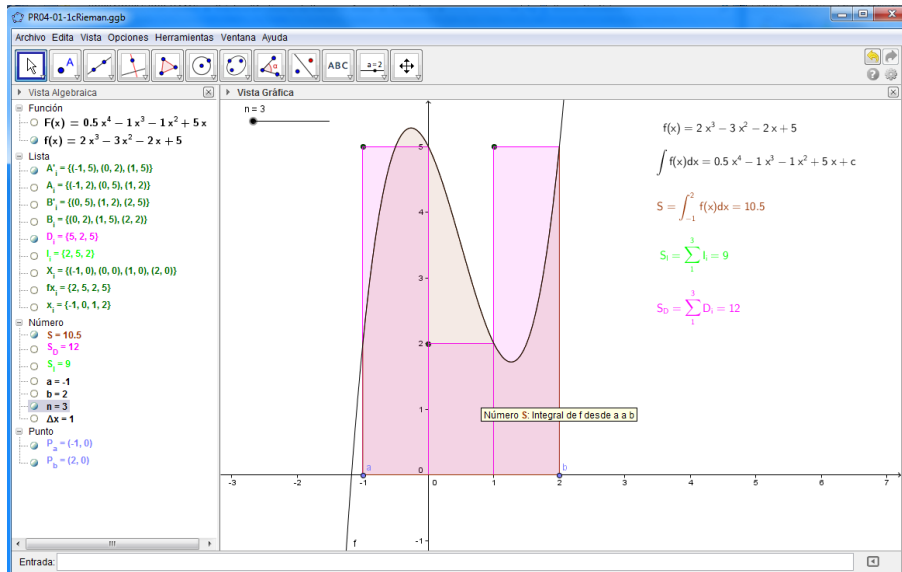 PR04-01-1cRieman.ggb
Archivo Edita Vista Opciones Herramientas Ventana Ayuda
ABC
a=2
Vista Algebraica
Función
F(x) = 0.5 x⁴ − 1 x³ − 1 x² + 5 x
f(x) = 2 x³ − 3 x² − 2 x + 5
Lista
A'ᵢ = {(-1, 5), (0, 2), (1, 5)}
Aᵢ = {(-1, 2), (0, 5), (1, 2)}
B'ᵢ = {(0, 5), (1, 2), (2, 5)}
Bᵢ = {(0, 2), (1, 5), (2, 2)}
Dᵢ = {5, 2, 5}
Iᵢ = {2, 5, 2}
Xᵢ = {(-1, 0), (0, 0), (1, 0), (2, 0)}
fxᵢ = {2, 5, 2, 5}
xᵢ = {-1, 0, 1, 2}
Número
S = 10.5
S_D = 12
Sᵢ = 9
a = -1
b = 2
n = 3
Δx = 1
Punto
Pₐ = (-1, 0)
P_b = (2, 0)
Vista Gráfica
n = 3
5
4
3
2
1
0
-1
-3 -2 -1 0 1 2 3 4 5 6 7
a
b
f
Número S: Integral de f desde a a b
f(x) = 2 x³ − 3 x² − 2 x + 5
∫ f(x)dx = 0.5 x⁴ − 1 x³ − 1 x² + 5 x + c
S = ∫₋₁² f(x)dx = 10.5
Sᵢ = ∑₁³ Iᵢ = 9
S_D = ∑₁³ Dᵢ = 12
Entrada: